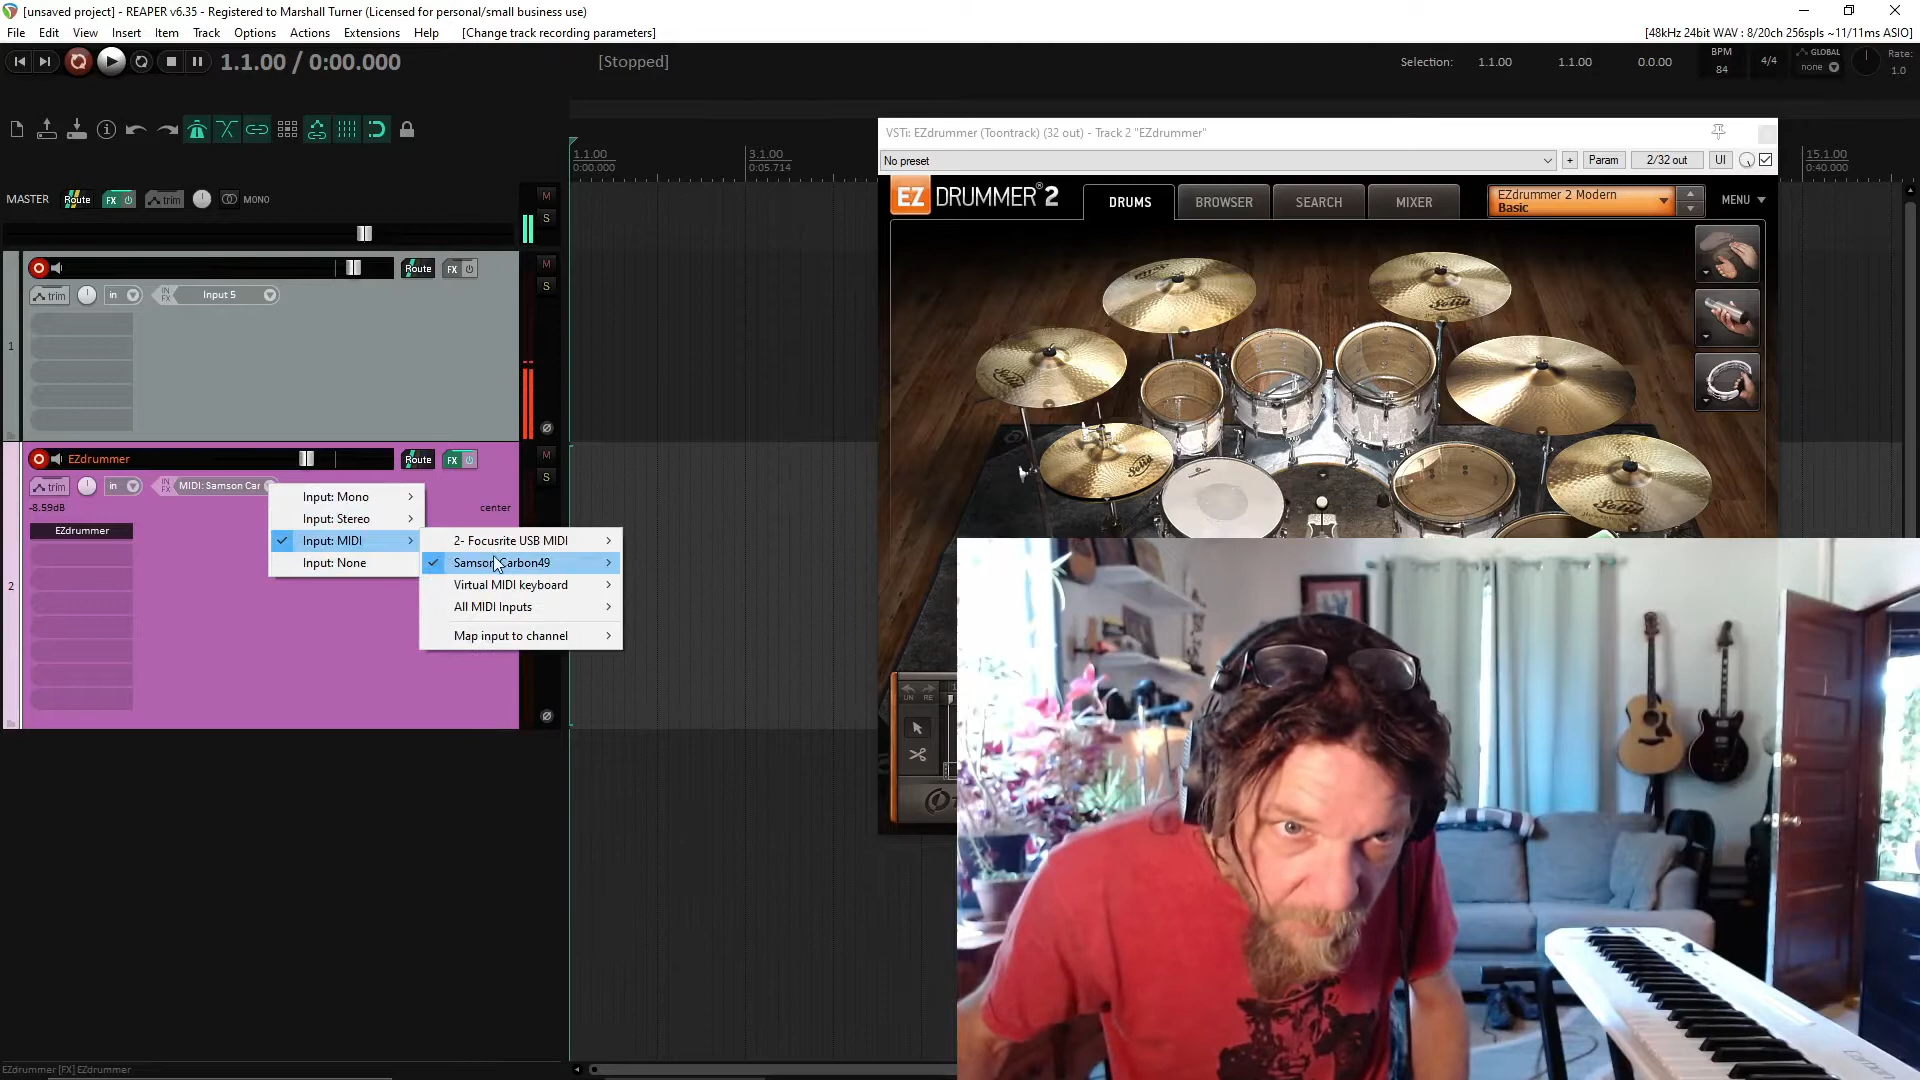 [unsaved project] - REAPER v6.35 - Registered to Marshall Turner (Licensed for personal/small business use)
File Edit View Insert Item Track Options Actions Extensions Help [Change track recording parameters]
[48kHz 24bit WAV : 8/20ch 256spls ~11/11ms ASIO]
1.1.00 / 0:00.000
[Stopped]
Selection: 1.1.00 1.1.00 0.0.00
BPM
84
4/4
GLOBAL
none
Rate:
1.0
1.1.00
0:00.000
3.1.00
0:05.714
15.1.00
0:40.000
VSTi: EZdrummer (Toontrack) (32 out) - Track 2 "EZdrummer"
No preset
+ Param 2/32 out UI
MASTER Route FX trim MONO M
S
EZ DRUMMER® 2
DRUMS BROWSER SEARCH MIXER
EZdrummer 2 Modern
Basic
MENU
Route FX M
S
trim in IN FX Input 5
1
Solid
Solid
EZdrummer Route FX M
S
trim in IN FX MIDI: Samson Car
-8.59dB center
EZdrummer
2
Input: Mono
Input: Stereo
Input: MIDI
Input: None
2- Focusrite USB MIDI
Samson Carbon49
Virtual MIDI keyboard
All MIDI Inputs
Map input to channel
UN RE
EZdrummer [FX] EZdrummer